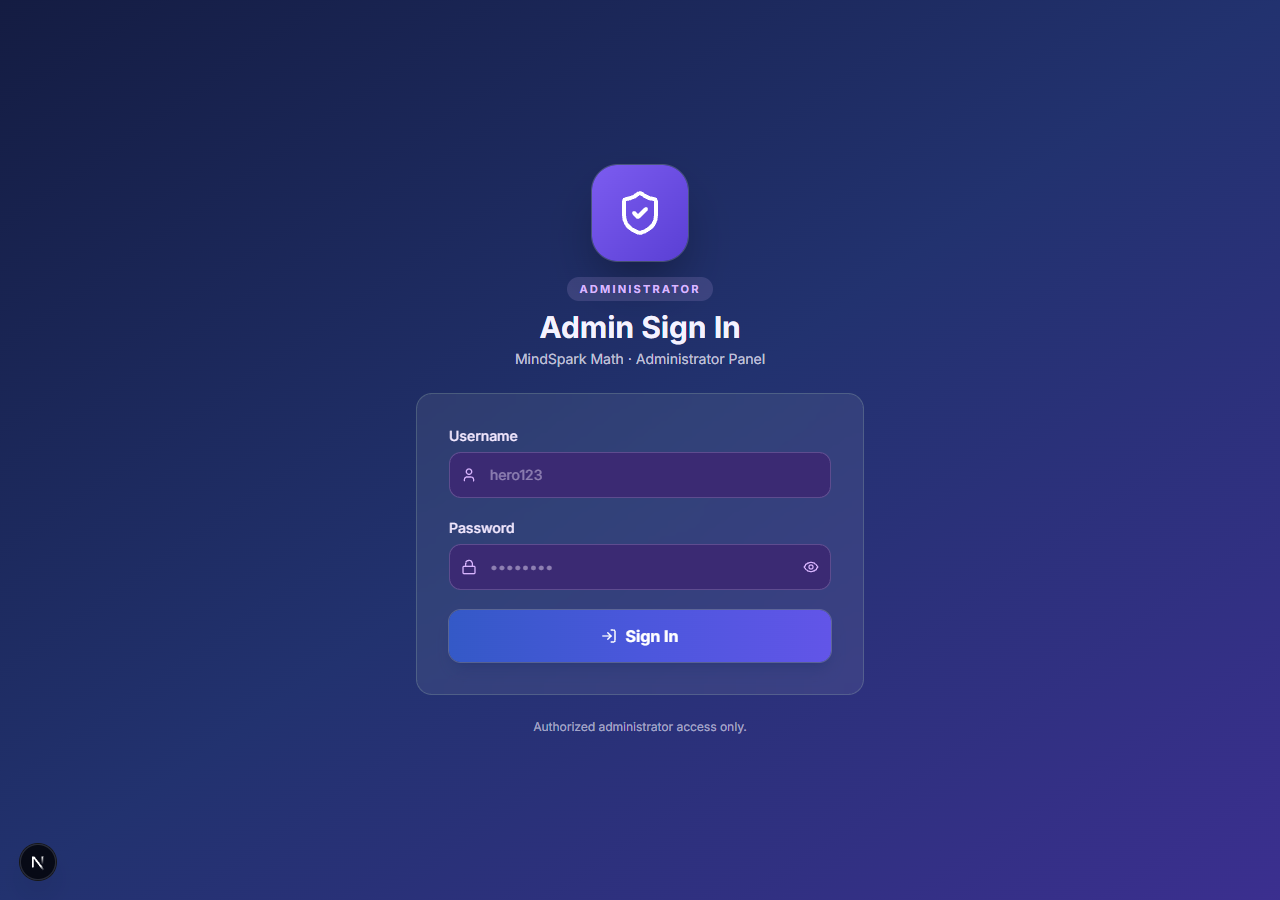 ADMINISTRATOR
Admin Sign In
MindSpark Math · Administrator Panel
Username
hero123
Password
••••••••
Sign In
Authorized administrator access only.
N